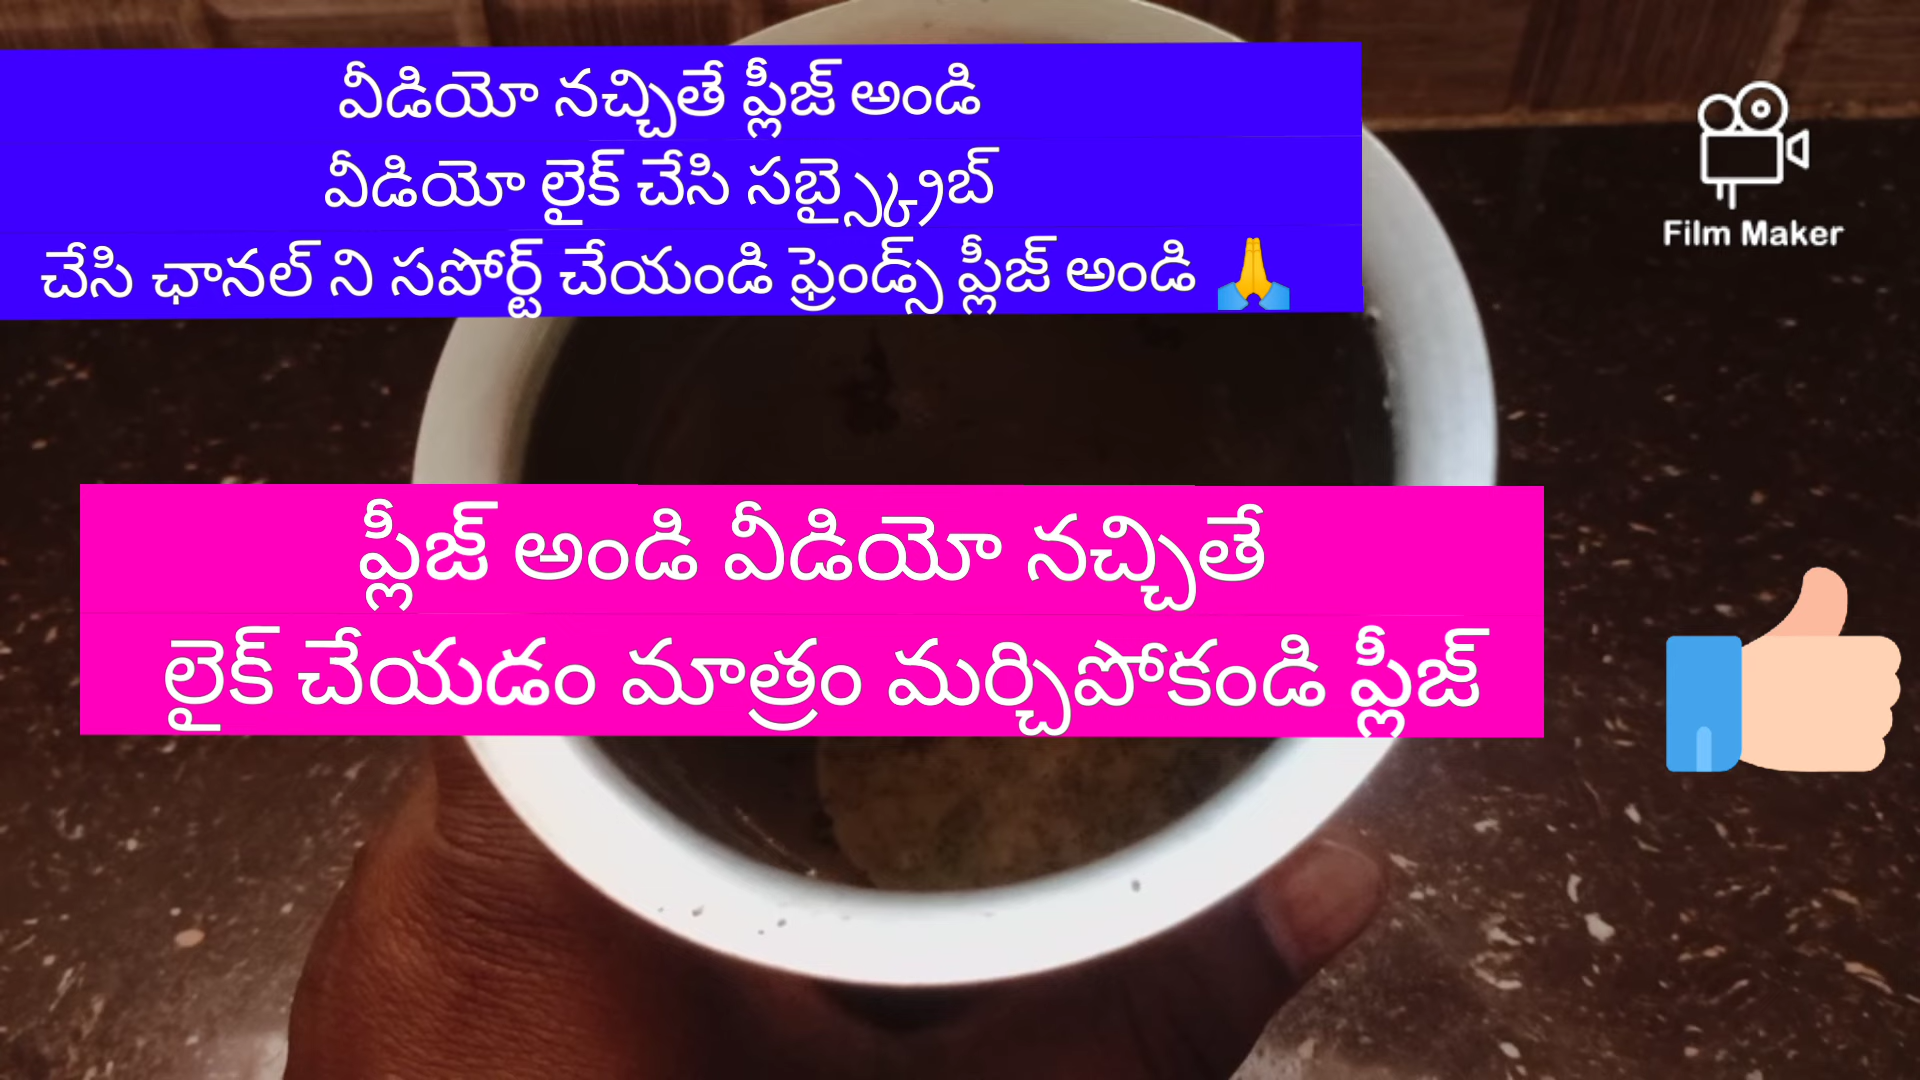 వీడియో నచ్చితే ప్లీజ్ అండి
వీడియో లైక్ చేసి సబ్స్క్రైబ్
చేసి ఛానల్ ని సపోర్ట్ చేయండి ఫ్రెండ్స్ ప్లీజ్ అండి 🙏
Film Maker
ప్లీజ్ అండి వీడియో నచ్చితే
లైక్ చేయడం మాత్రం మర్చిపోకండి ప్లీజ్